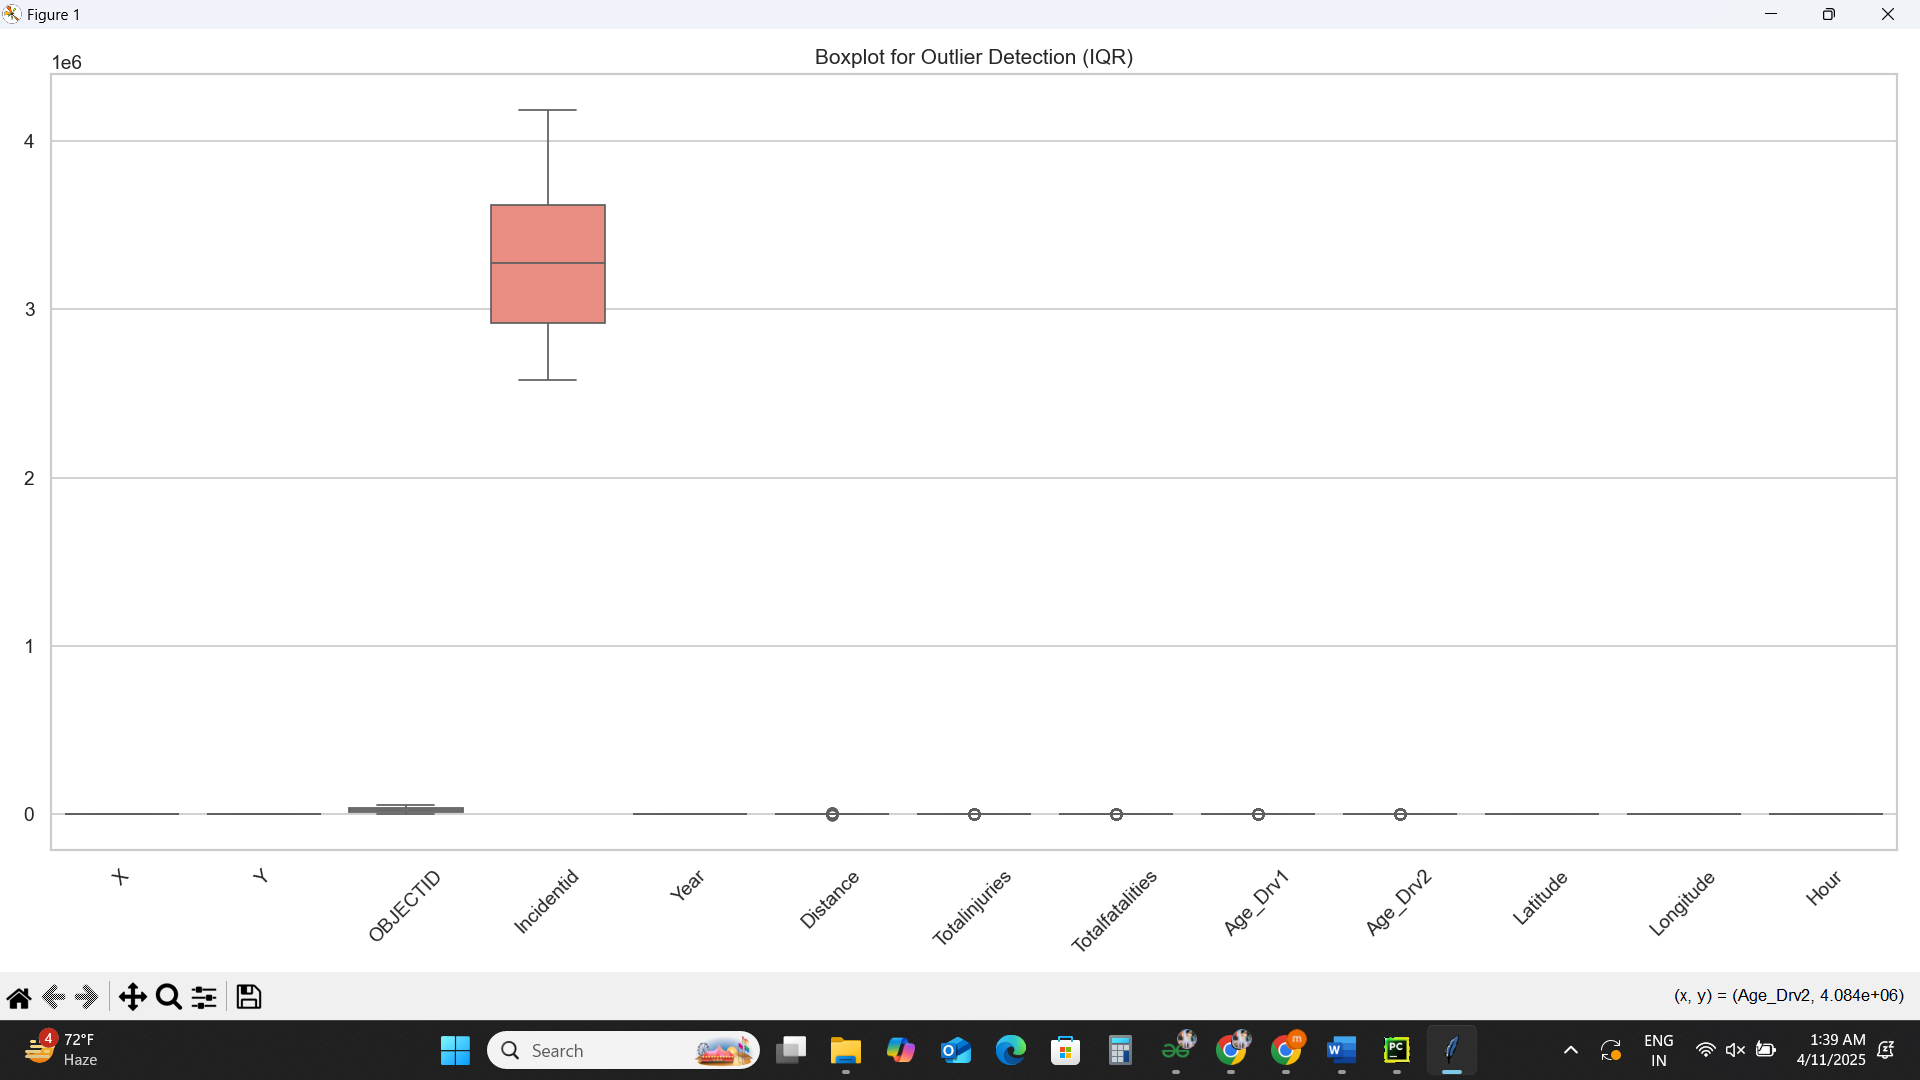 Figure 1
Boxplot for Outlier Detection (IQR)
1e6
4
3
2
1
0
X
Y
OBJECTID
Incidentid
Year
Distance
Totalinjuries
Totalfatalities
Age_Drv1
Age_Drv2
Latitude
Longitude
Hour
(x, y) = (Age_Drv2, 4.084e+06)
4
72°F
Haze
Search
m
PC
ENG
IN
1:39 AM
4/11/2025